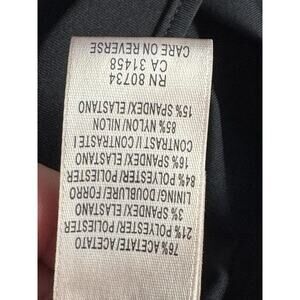 76% ACETATE/ACETATO
21% POLYESTER/POLIESTER
3% SPANDEX/ELASTANO
LINING/DOUBLURE/FORRO
84% POLYESTER/POLIESTER
16% SPANDEX/ELASTANO
CONTRAST I/CONTRASTE I
85% NYLON/NILON
15% SPANDEX/ELASTANO
RN 80734
CA 31458
CARE ON REVERSE